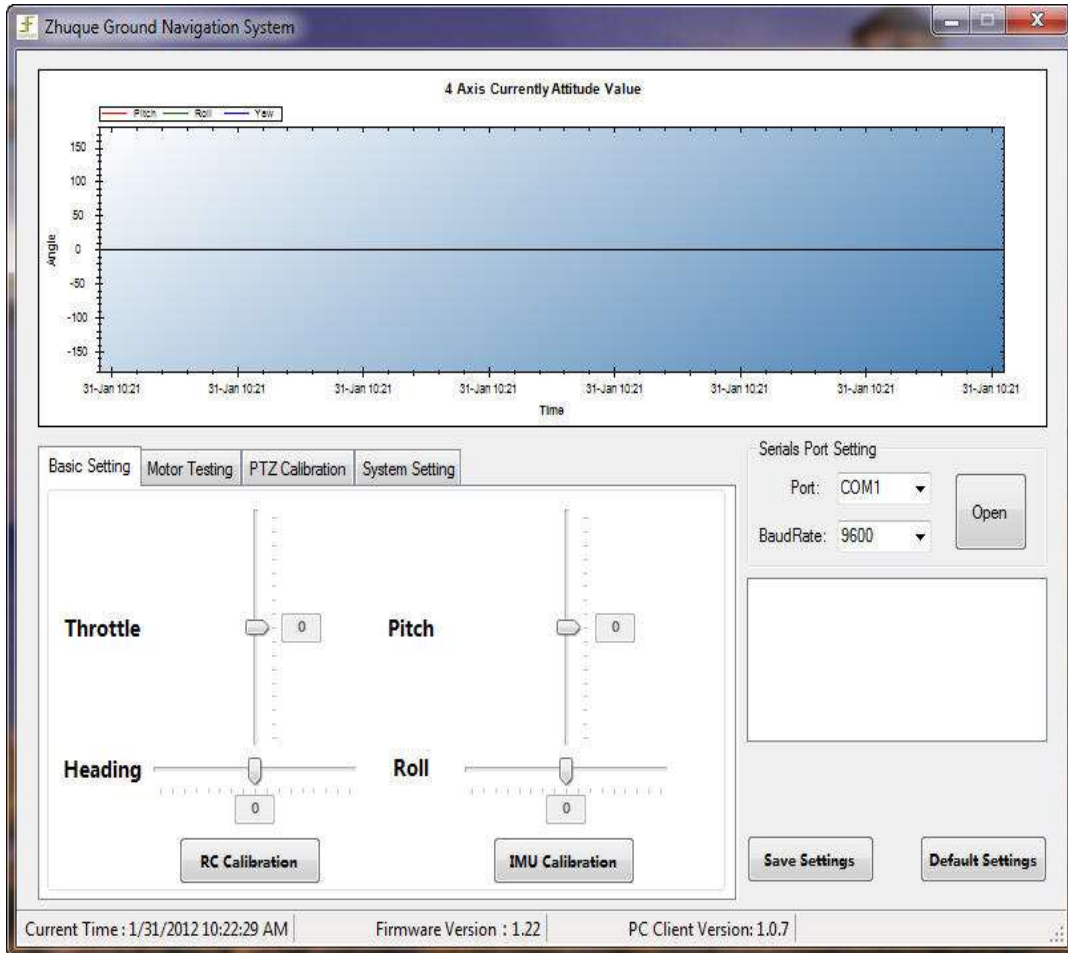 Zhuque Ground Navigation System
4 Axis Currently Attitude Value
Pitch Roll Yaw
150
100
50
0
-50
-100
-150
Angle
31-Jan 10:21 31-Jan 10:21 31-Jan 10:21 31-Jan 10:21 31-Jan 10:21 31-Jan 10:21 31-Jan 10:21 31-Jan 10:21
Time
Basic Setting Motor Testing PTZ Calibration System Setting
Throttle 0 Pitch 0
Heading Roll
0 0
RC Calibration IMU Calibration
Serials Port Setting
Port: COM1
BaudRate: 9600
Open
Save Settings Default Settings
Current Time : 1/31/2012 10:22:29 AM Firmware Version : 1.22 PC Client Version: 1.0.7